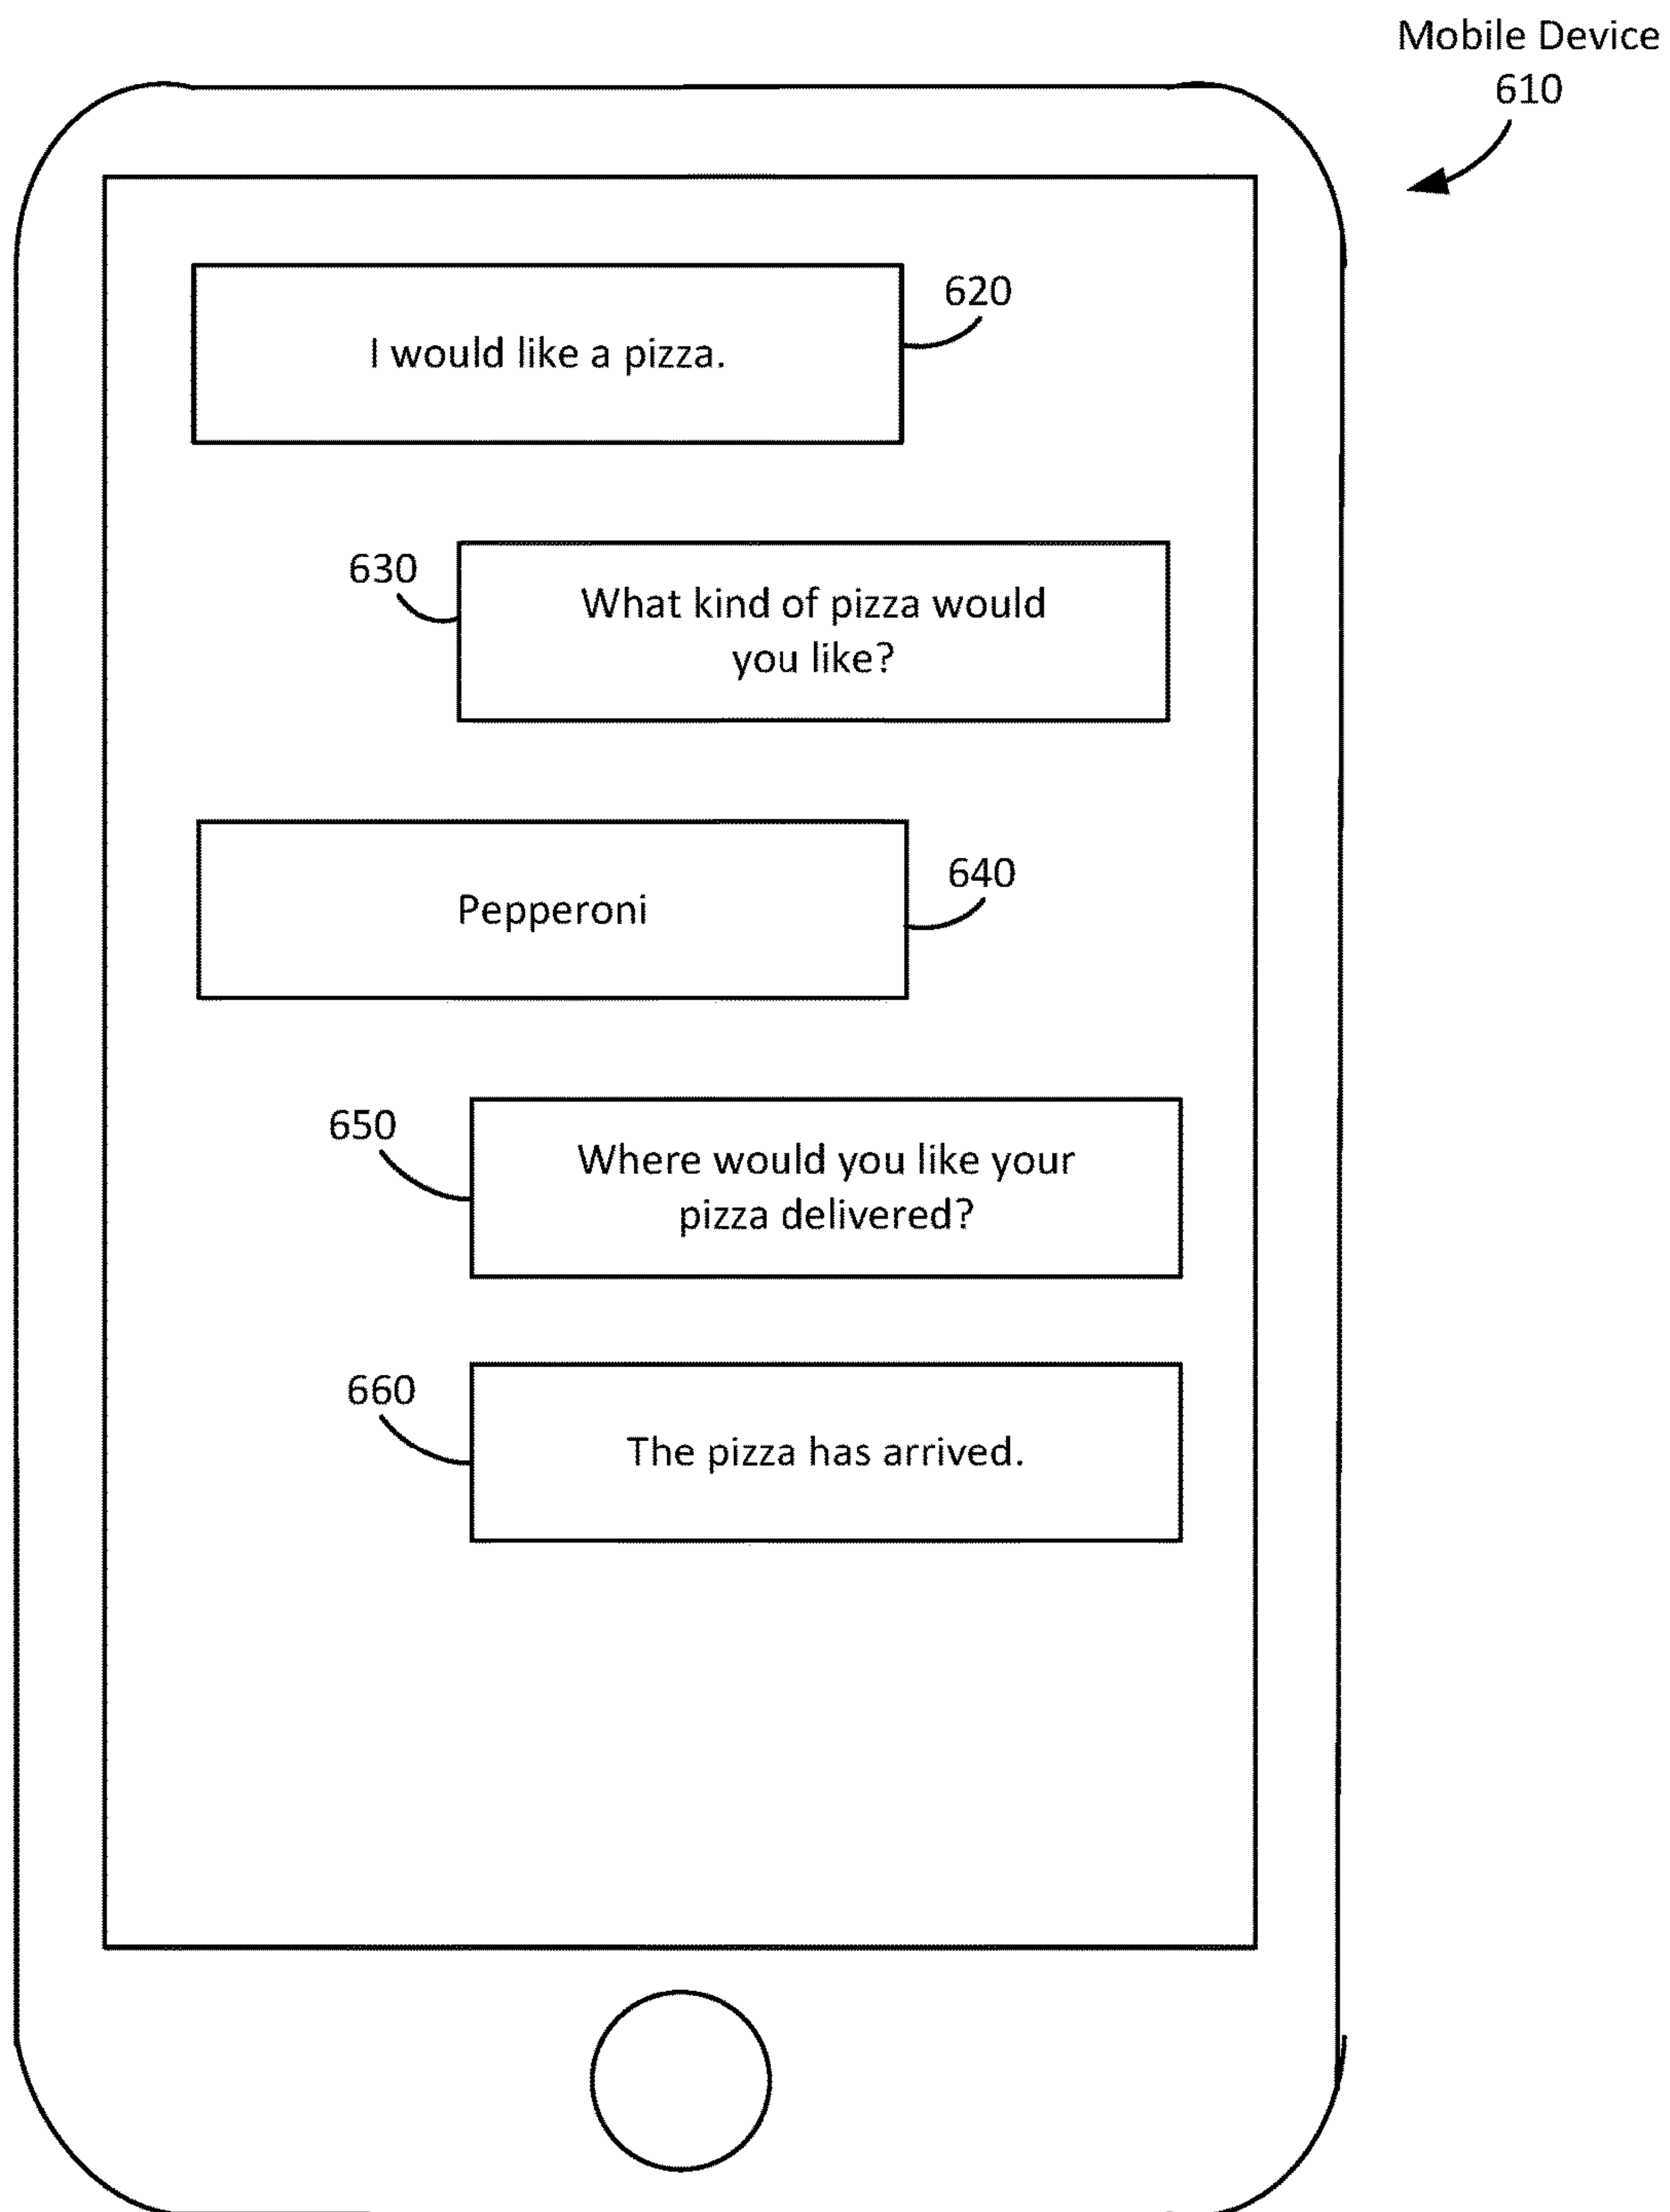 Mobile Device
610
I would like a pizza.
620
630
What kind of pizza would
you like?
Pepperoni
640
650
Where would you like your
pizza delivered?
660
The pizza has arrived.